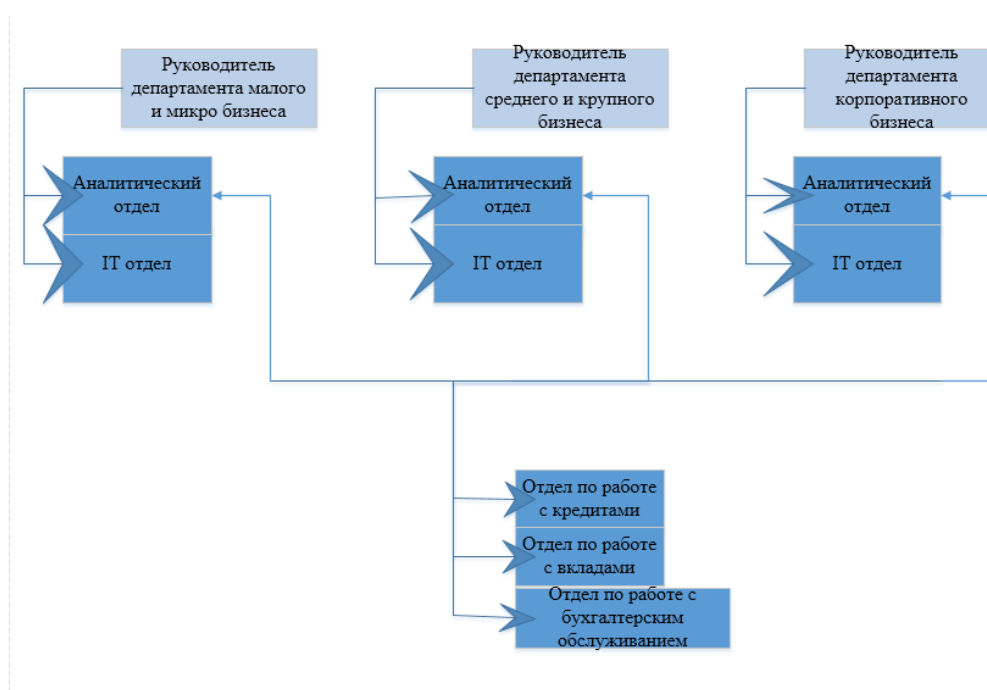 Руководитель
департамента малого
и микро бизнеса
Руководитель
департамента
среднего и крупного
бизнеса
Руководитель
департамента
корпоративного
бизнеса
Аналитический
отдел
IT отдел
Аналитический
отдел
IT отдел
Аналитический
отдел
IT отдел
Отдел по работе
с кредитами
Отдел по работе
с вкладами
Отдел по работе с
бухгалтерским
обслуживанием